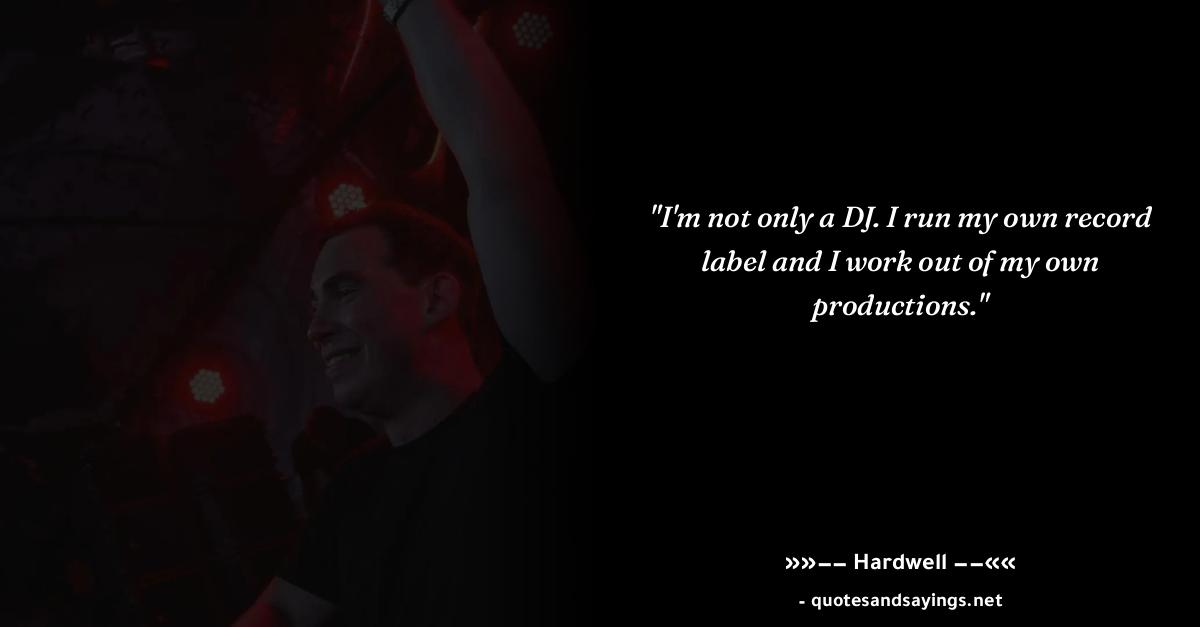 "I'm not only a DJ. I run my own record
label and I work out of my own
productions."
»»–– Hardwell ––««
- quotesandsayings.net